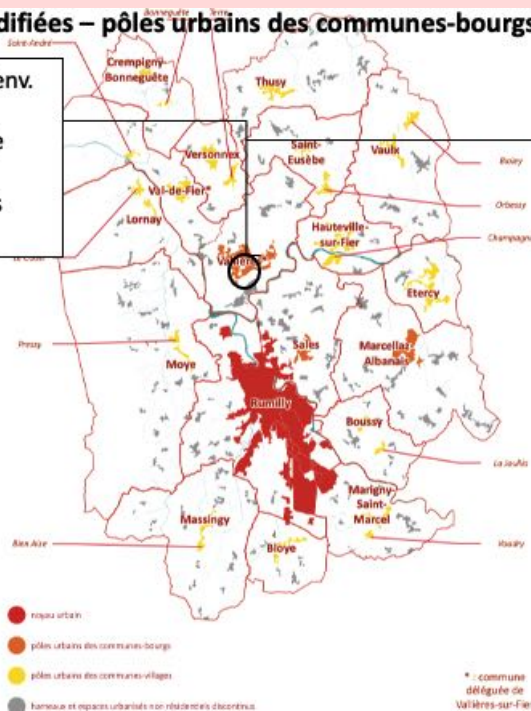 difiées – pôles urbains des communes-bourgs
Bonneguête
Terre
Saint-André
env.
Crempigny-
Bonneguête
Thusy
Versonnex
Saint-
Eusèbe
Vaulx
Val-de-Fier*
Orbessy
Lornay
Hauteville-
sur-Fier
Champagne
Etercy
Pressy
Moye
Sales
Marcellaz-
Albanais
Rumilly
Boussy
Marigny-
Saint-
Marcel
Massingy
Bloye
Bien Aise
noyau urbain
pôles urbains des communes-bourgs
pôles urbains des communes-villages
hameaux et espaces urbanisés non résidentiels discontinus
* : commune
déléguée de
Vallières-sur-Fier